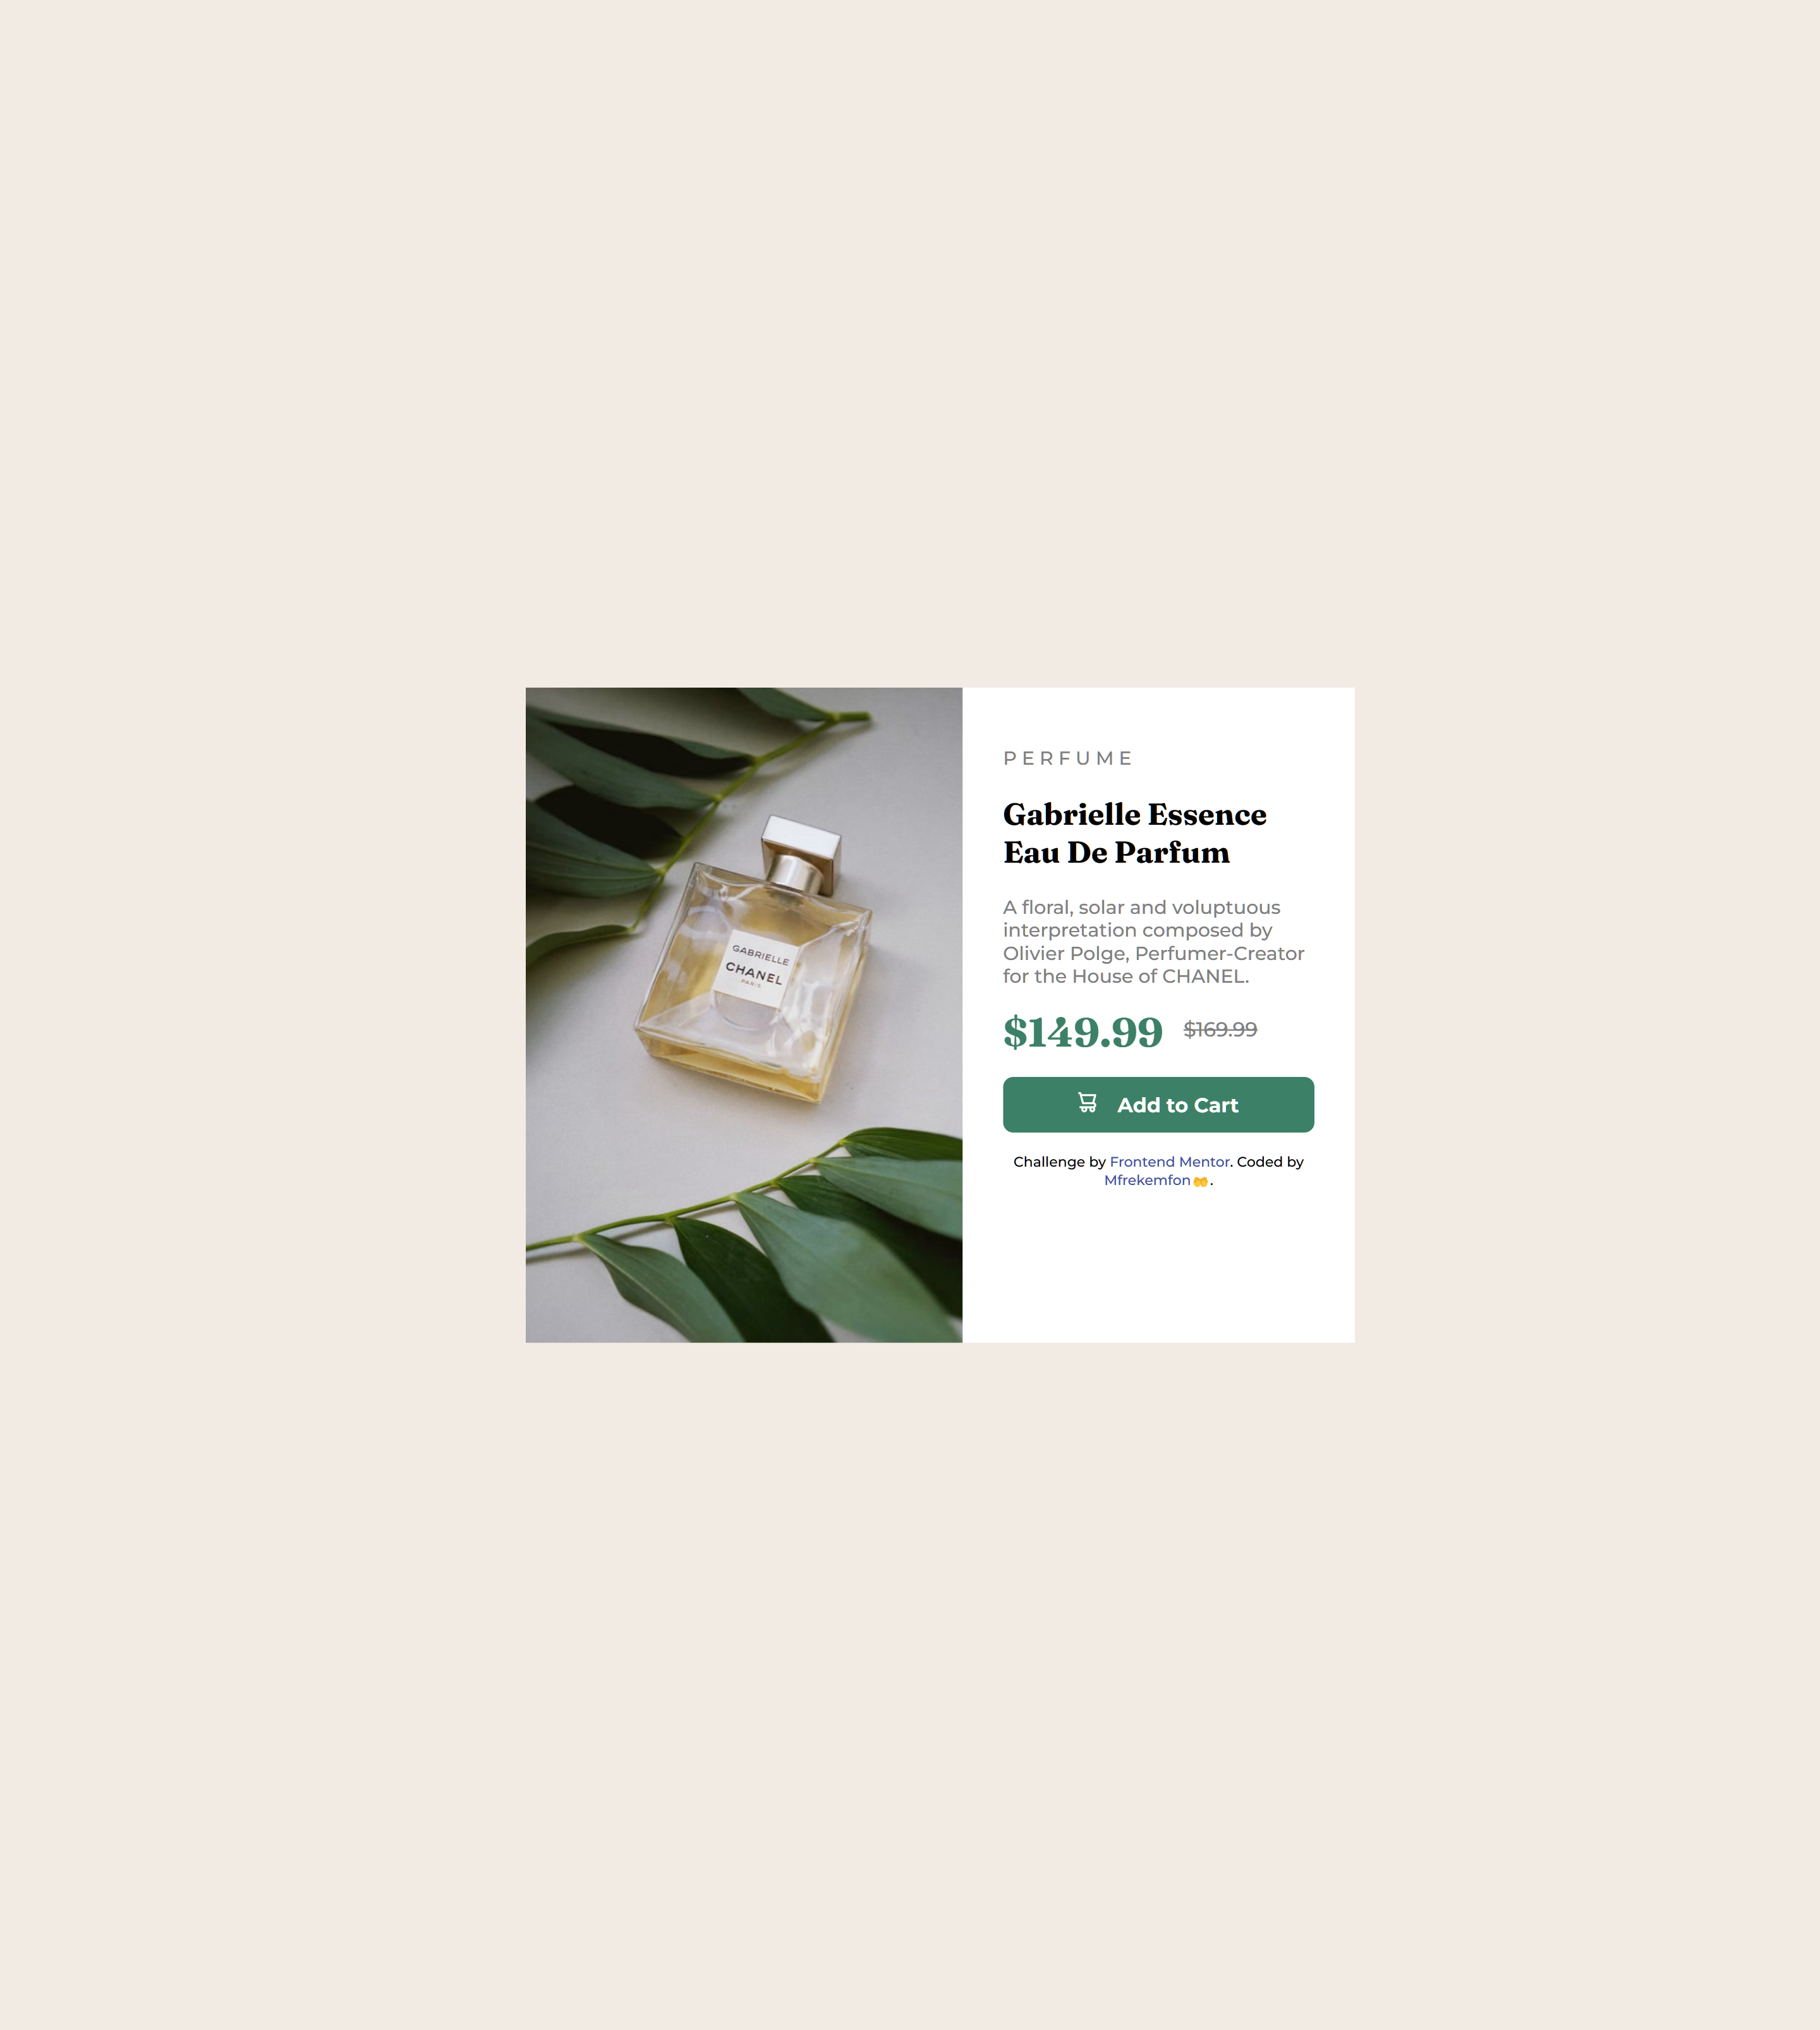 GABRIELLE
CHANEL
PARIS
PERFUME
Gabrielle Essence
Eau De Parfum
A floral, solar and voluptuous
interpretation composed by
Olivier Polge, Perfumer-Creator
for the House of CHANEL.
$149.99 $169.99
Add to Cart
Challenge by Frontend Mentor. Coded by
Mfrekemfon🤲.